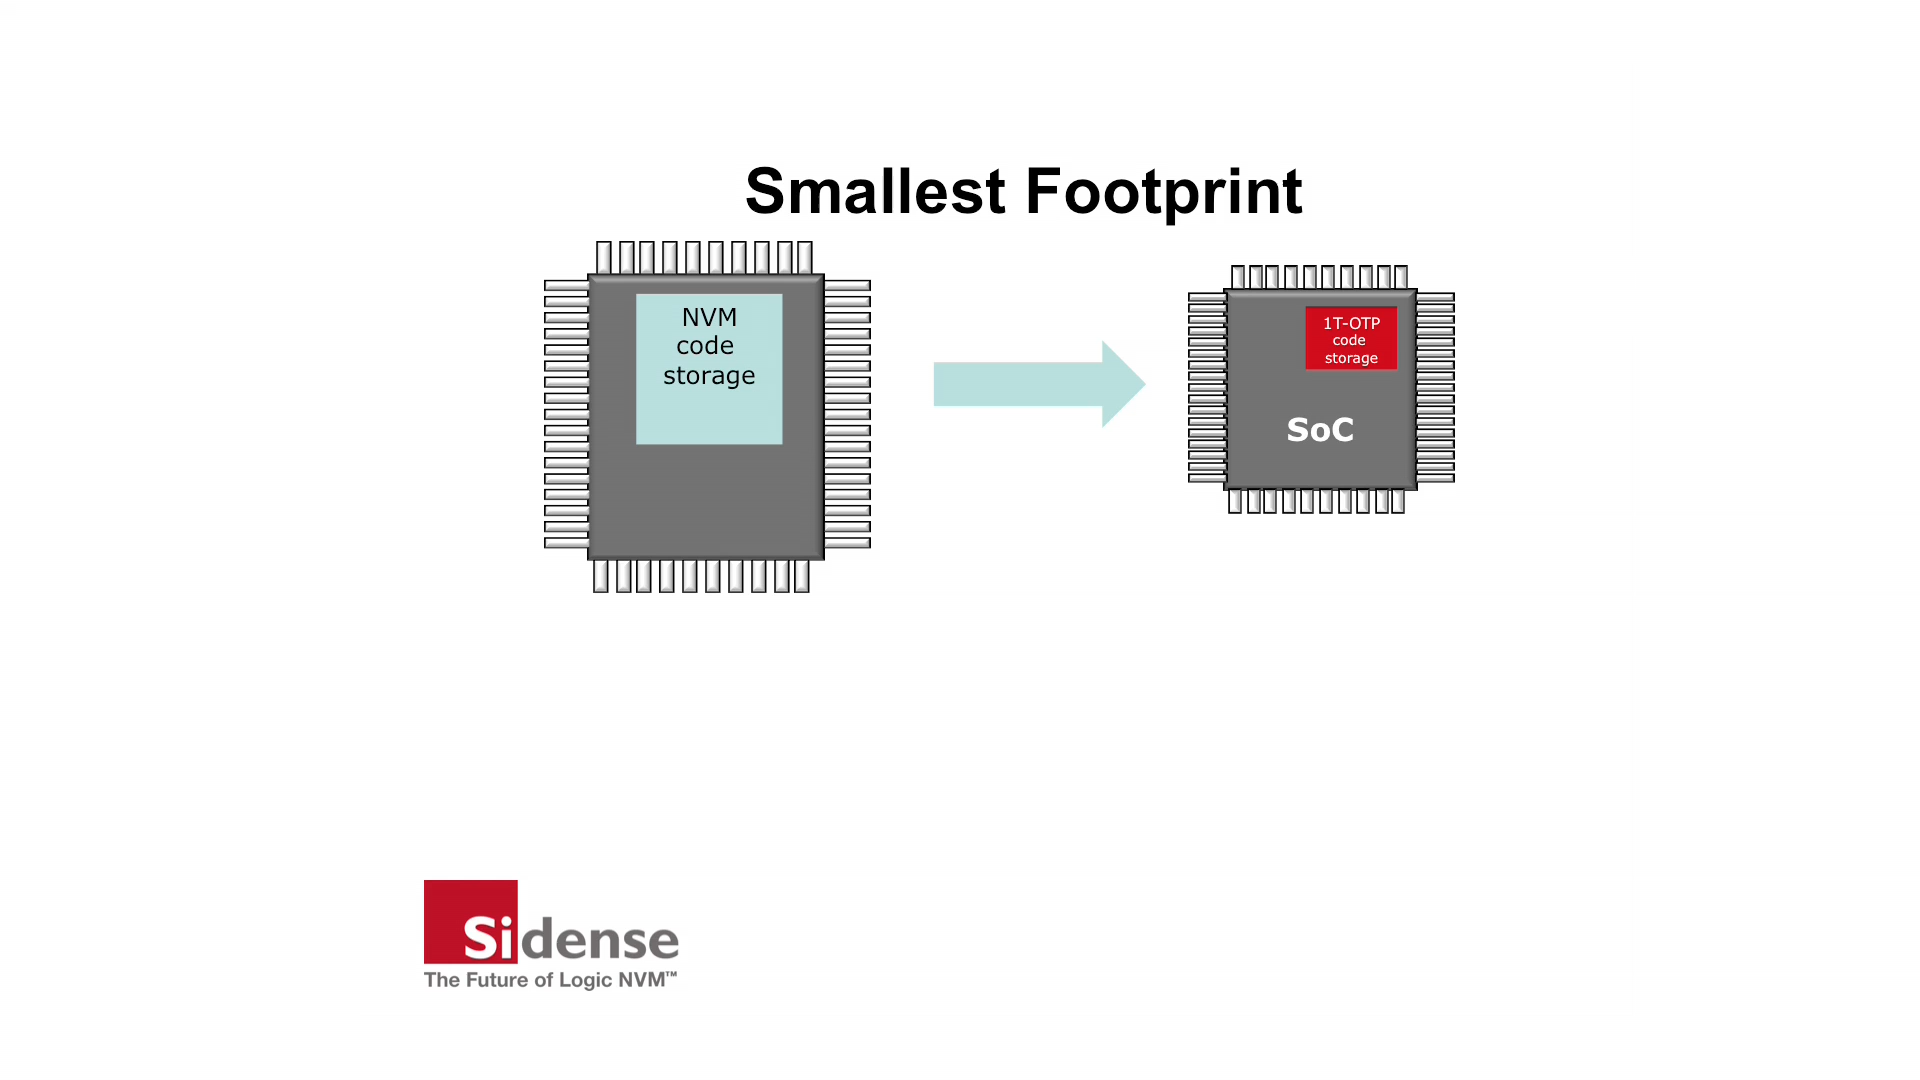 Smallest Footprint
NVM
code
storage
1T-OTP
code
storage
SoC
Sidense
The Future of Logic NVM™